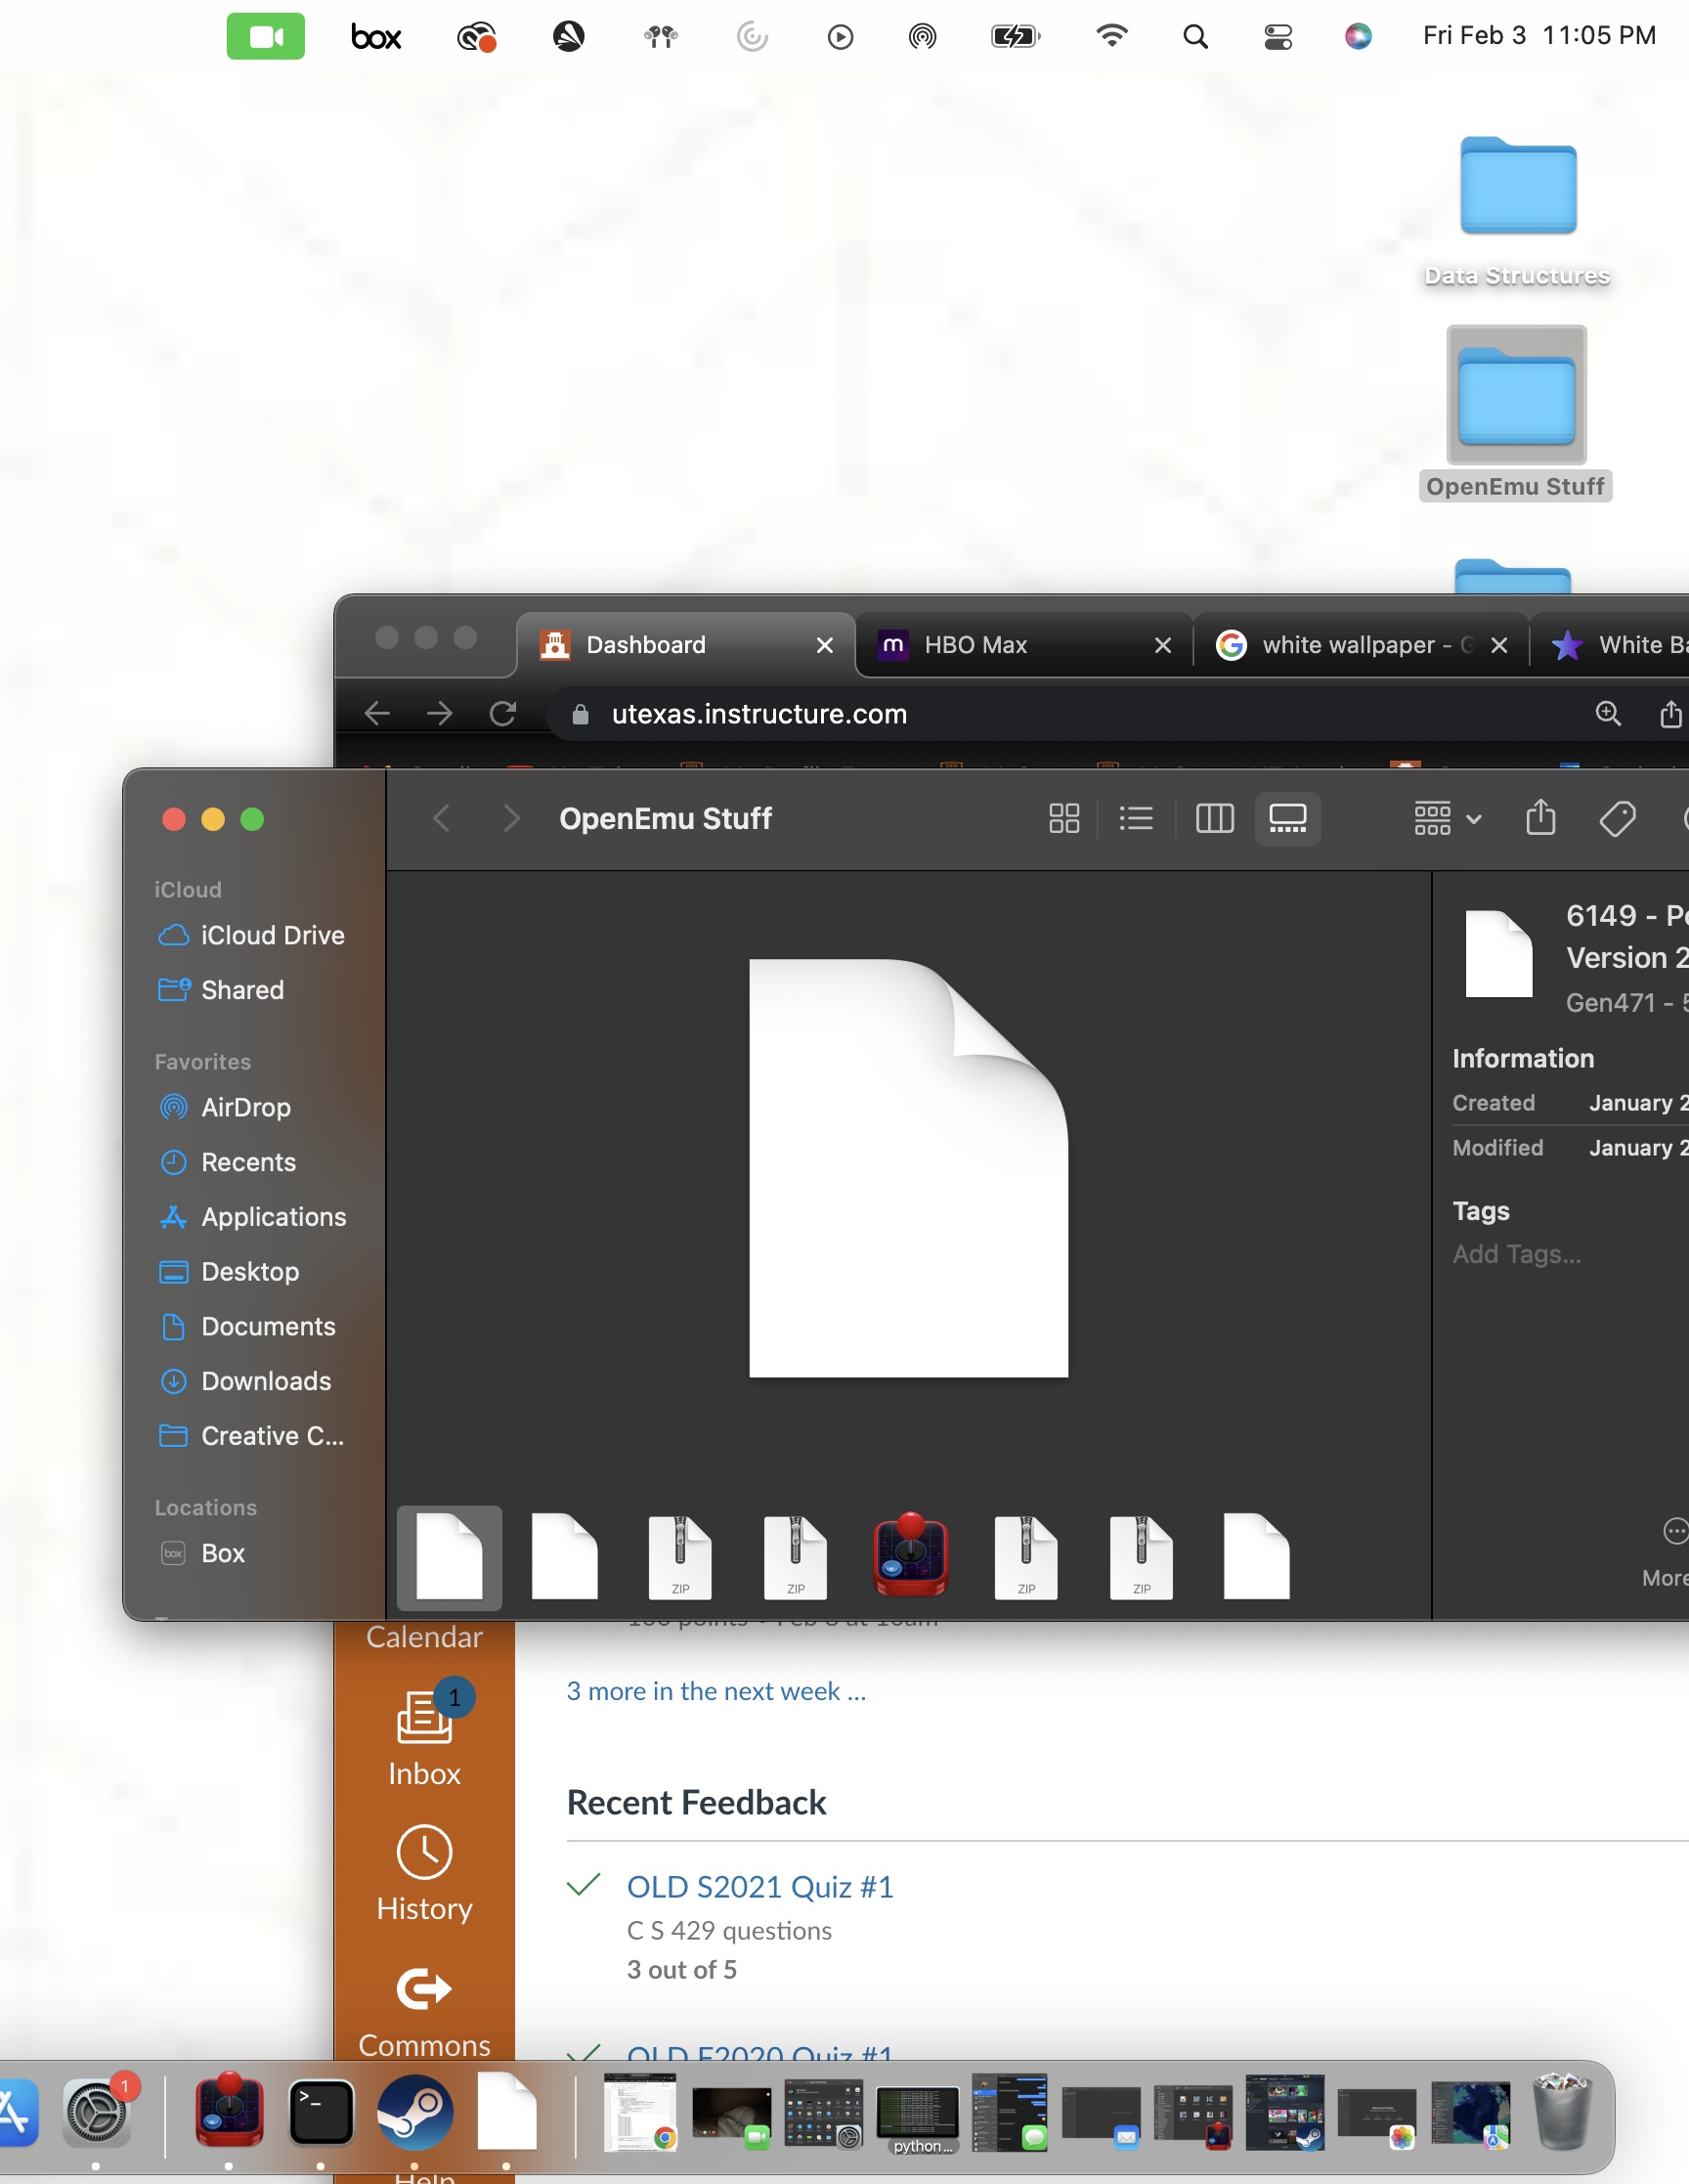 box
Fri Feb 3 11:05 PM
Data Structures
OpenEmu Stuff
Dashboard
m HBO Max
white wallpaper - G
White Ba
utexas.instructure.com
OpenEmu Stuff
iCloud
iCloud Drive
Shared
Favorites
AirDrop
Recents
Applications
Desktop
Documents
Downloads
Creative C...
Locations
box Box
6149 - Po
Version 2
Gen471 - 5
Information
Created January 2
Modified January 2
Tags
Add Tags...
More
ZIP
ZIP
ZIP
ZIP
Calendar
3 more in the next week ...
1
Inbox
Recent Feedback
History
OLD S2021 Quiz #1
C S 429 questions
3 out of 5
Commons
OLD F2020 Quiz #1
1
>_
python...
Help